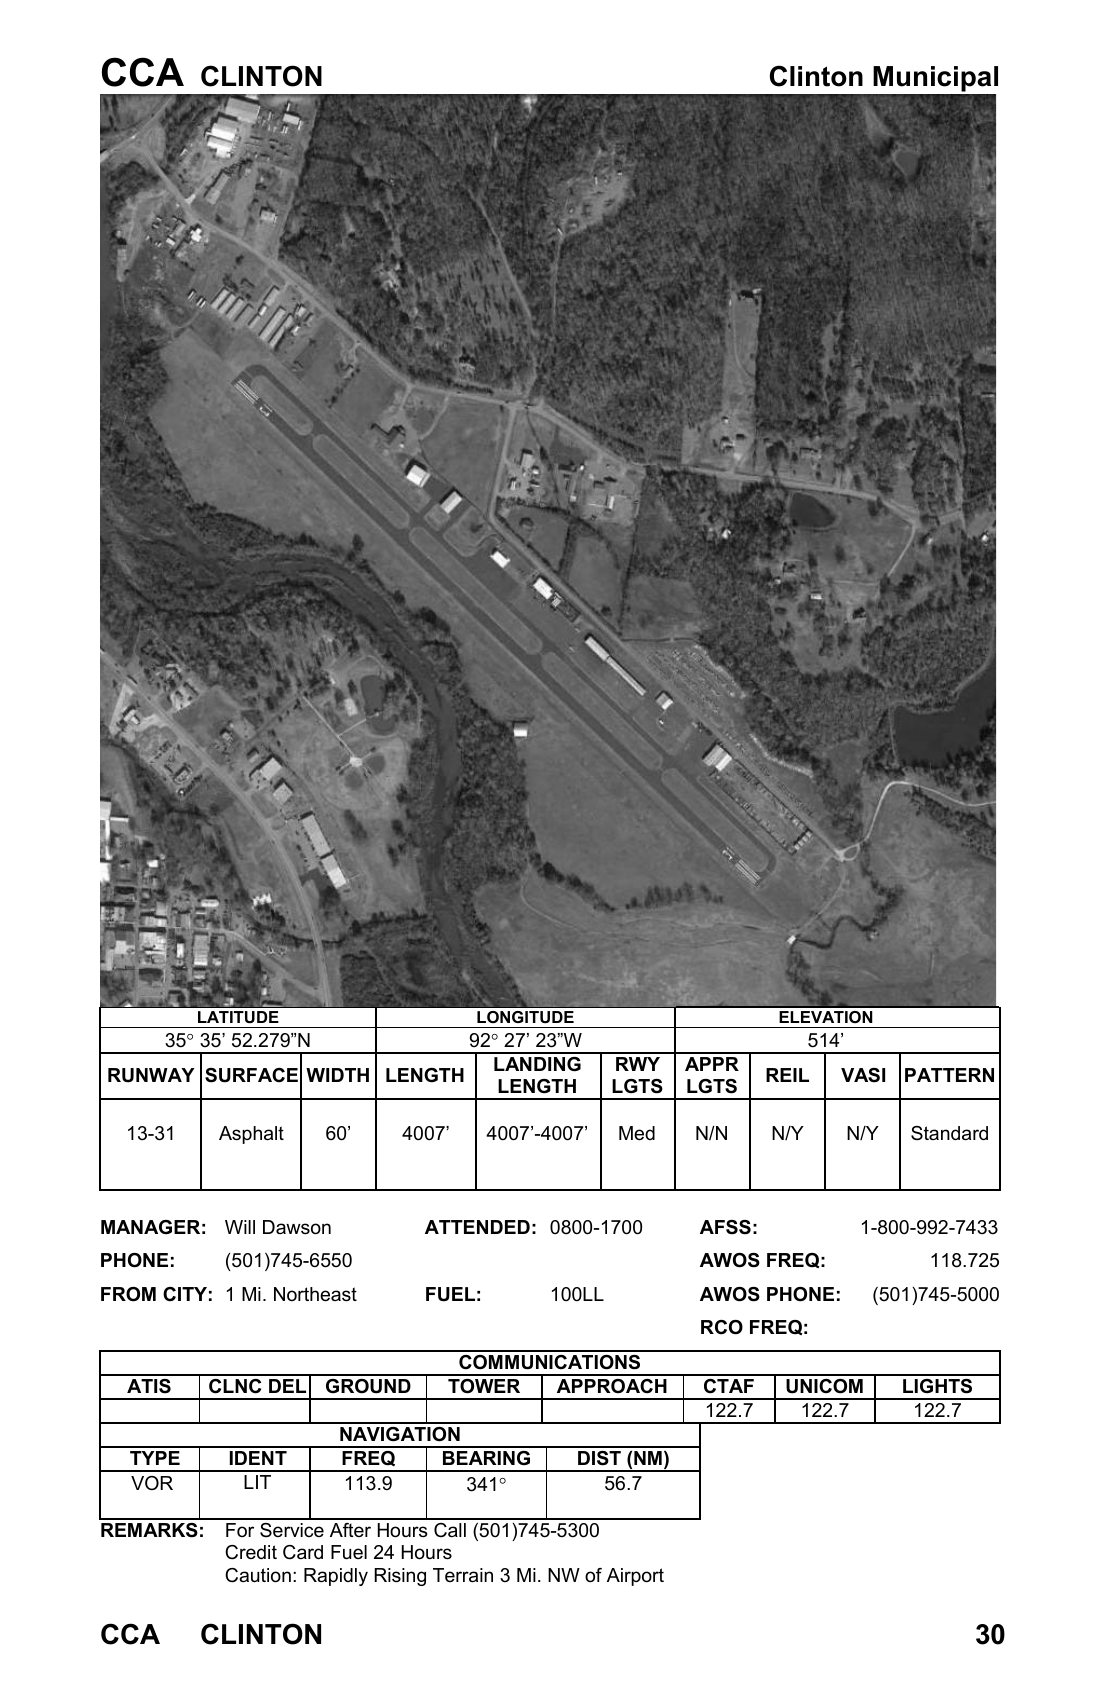 CCA CLINTON Clinton Municipal
LATITUDE LONGITUDE ELEVATION
35° 35’ 52.279”N 92° 27’ 23”W 514’
RUNWAY SURFACE WIDTH LENGTH LANDING LENGTH RWY LGTS APPR LGTS REIL VASI PATTERN
13-31 Asphalt 60’ 4007’ 4007’-4007’ Med N/N N/Y N/Y Standard
MANAGER: Will Dawson ATTENDED: 0800-1700 AFSS: 1-800-992-7433
PHONE: (501)745-6550 AWOS FREQ: 118.725
FROM CITY: 1 Mi. Northeast FUEL: 100LL AWOS PHONE: (501)745-5000
RCO FREQ:
COMMUNICATIONS
ATIS CLNC DEL GROUND TOWER APPROACH CTAF UNICOM LIGHTS
122.7 122.7 122.7
NAVIGATION
TYPE IDENT FREQ BEARING DIST (NM)
VOR LIT 113.9 341° 56.7
REMARKS: For Service After Hours Call (501)745-5300
Credit Card Fuel 24 Hours
Caution: Rapidly Rising Terrain 3 Mi. NW of Airport
CCA CLINTON 30